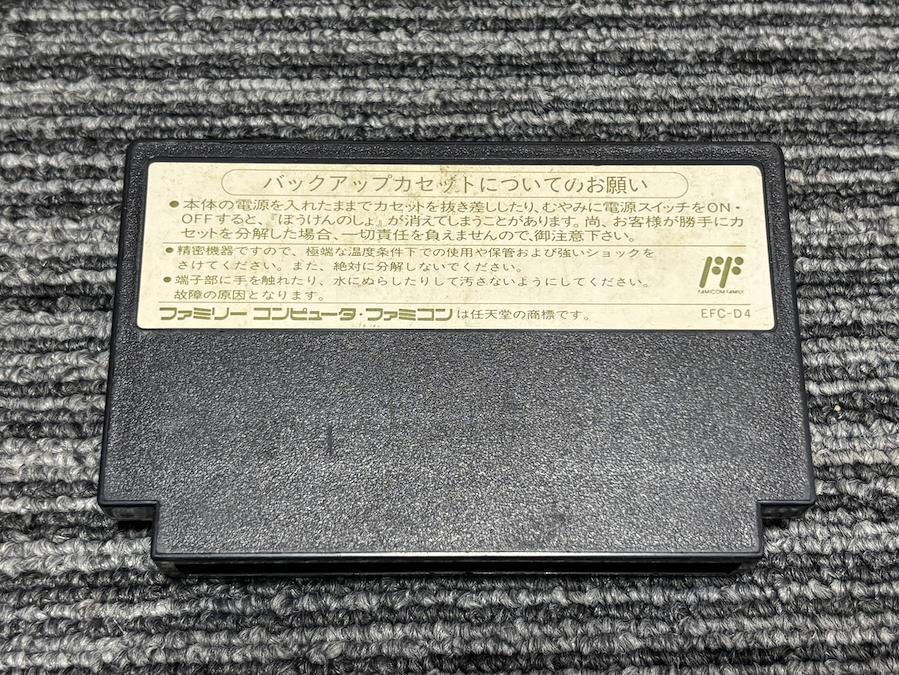 バックアップカセットについてのお願い
●本体の電源を入れたままでカセットを抜き差ししたり、むやみに電源スイッチをON・
OFFすると、『ぼうけんのしょ』が消えてしまうことがあります。尚、お客様が勝手にカ
セットを分解した場合、一切責任を負えませんので、御注意下さい。
●精密機器ですので、極端な温度条件下での使用や保管および強いショックを
さけてください。また、絶対に分解しないでください。
●端子部に手を触れたり、水にぬらしたりして汚さないようにしてください。
故障の原因となります。
FAMICOM FAMILY
ファミリー コンピュータ・ファミコンは任天堂の商標です。
EFC-D4